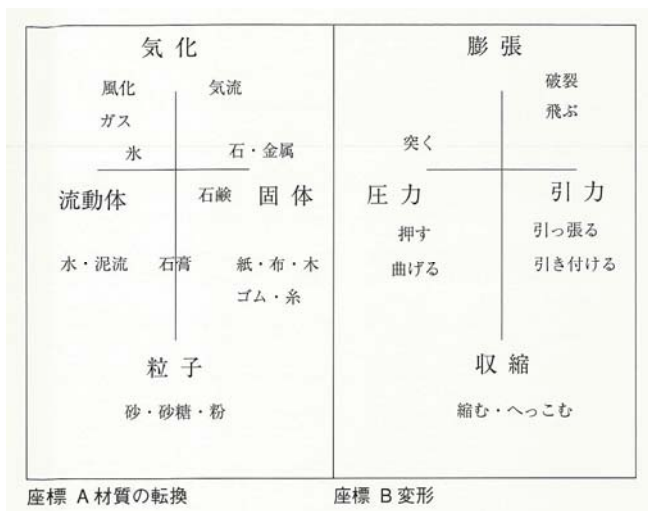 気化
風化
気流
ガス
氷
石・金属
流動体
石鹸
固体
水・泥流
石膏
紙・布・木
ゴム・糸
粒子
砂・砂糖・粉
座標 A 材質の転換
膨張
破裂
飛ぶ
突く
圧力
引力
押す
引っ張る
曲げる
引き付ける
収縮
縮む・へっこむ
座標 B 変形